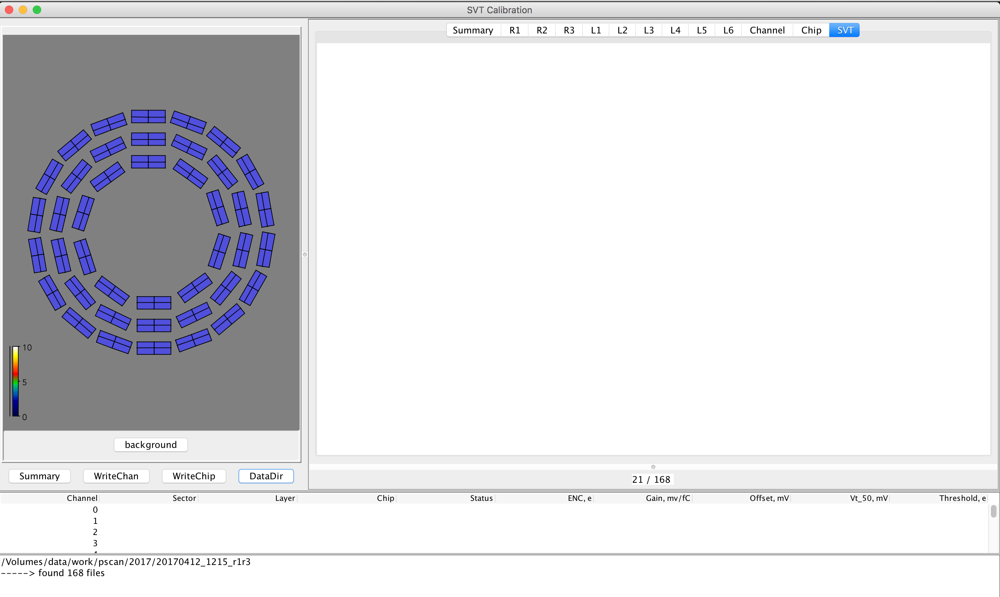 SVT Calibration
Summary R1 R2 R3 L1 L2 L3 L4 L5 L6 Channel Chip SVT
10
5
0
background
Summary WriteChan WriteChip DataDir
21 / 168
Channel Sector Layer Chip Status ENC, e Gain, mv/fC Offset, mV Vt_50, mV Threshold, e
0
1
2
3
/Volumes/data/work/pscan/2017/20170412_1215_r1r3
-----> found 168 files